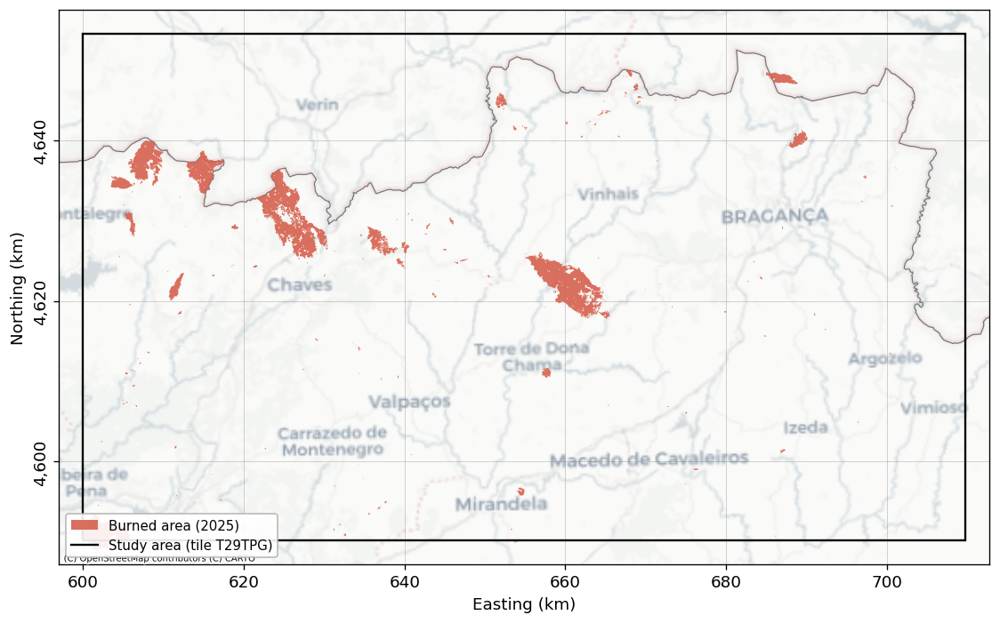 Verin
4,640
Vinhais
ontalegre
BRAGANÇA
Northing (km)
Chaves
4,620
Torre de Dona
Chama
Argozelo
Valpaços
Vimioso
Carrazedo de
Montenegro
Izeda
4,600
Macedo de Cavaleiros
beira de
Pena
Mirandela
Burned area (2025)
Study area (tile T29TPG)
(C) OpenStreetMap contributors (C) CARTO
600
620
640
660
680
700
Easting (km)